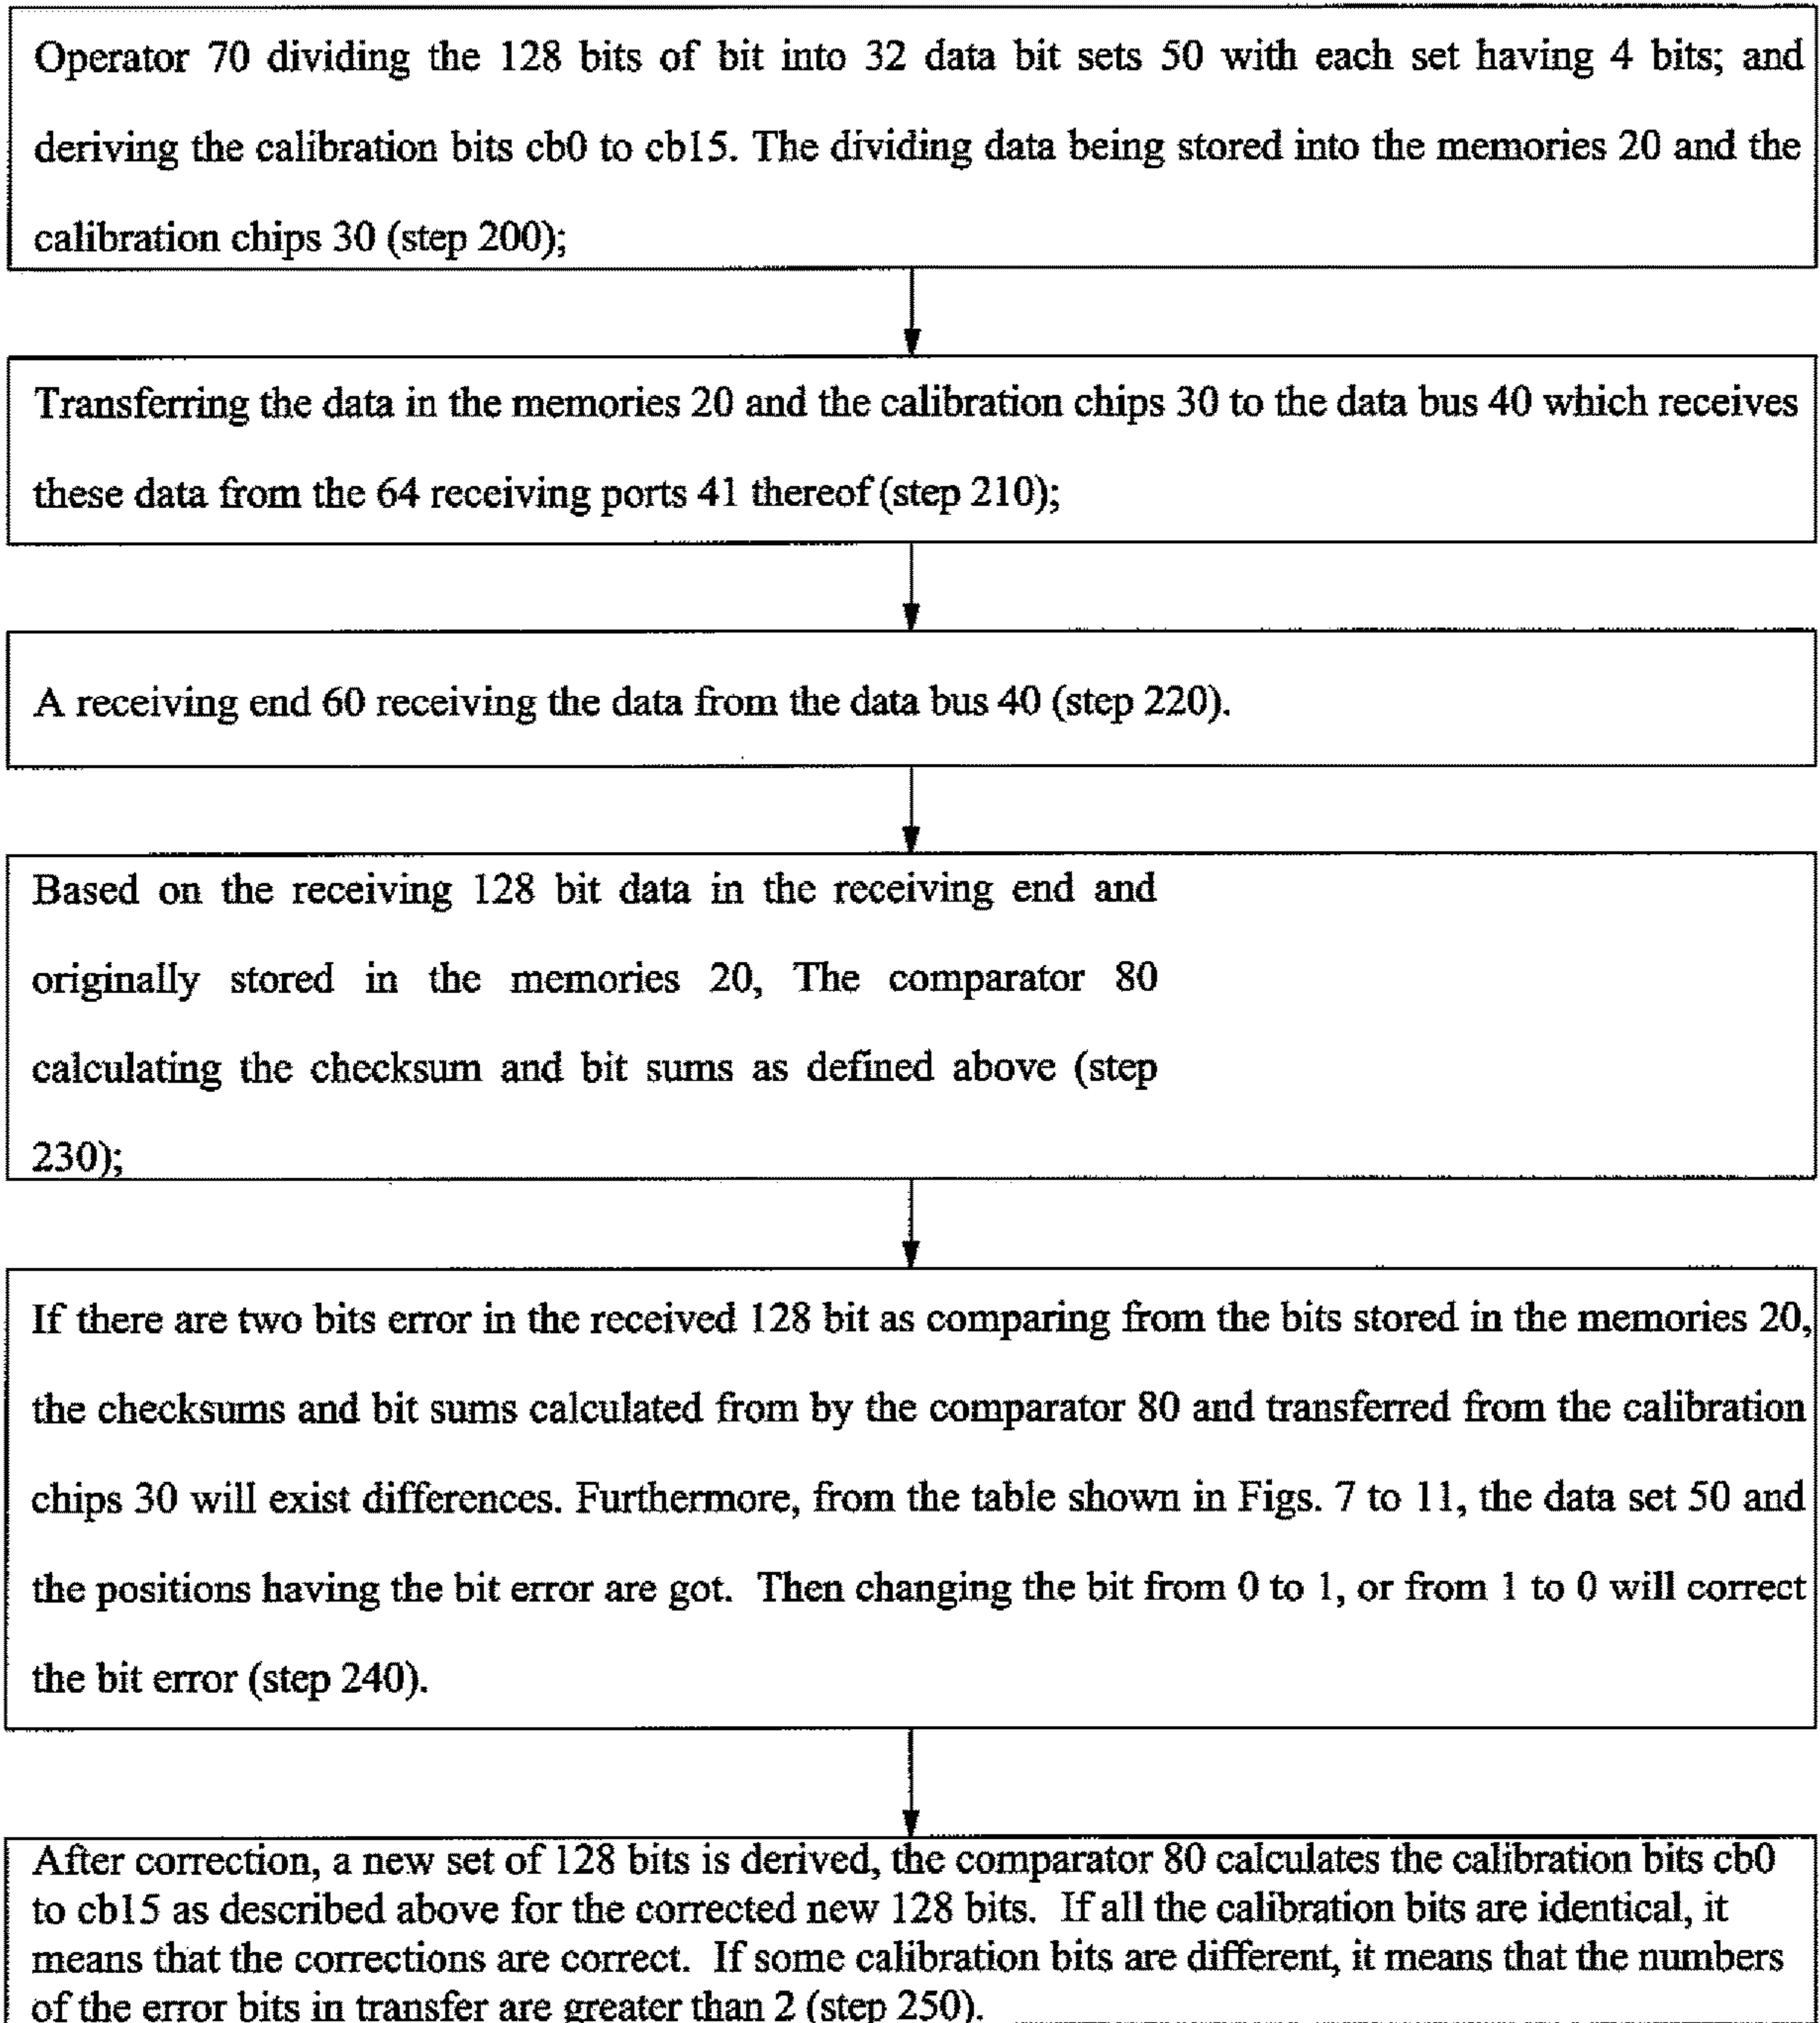 Operator 70 dividing the 128 bits of bit into 32 data bit sets 50 with each set having 4 bits; and
deriving the calibration bits cb0 to cb15. The dividing data being stored into the memories 20 and the
calibration chips 30 (step 200);
Transferring the data in the memories 20 and the calibration chips 30 to the data bus 40 which receives
these data from the 64 receiving ports 41 thereof (step 210);
A receiving end 60 receiving the data from the data bus 40 (step 220).
Based on the receiving 128 bit data in the receiving end and
originally stored in the memories 20, The comparator 80
calculating the checksum and bit sums as defined above (step
230);
If there are two bits error in the received 128 bit as comparing from the bits stored in the memories 20,
the checksums and bit sums calculated from by the comparator 80 and transferred from the calibration
chips 30 will exist differences. Furthermore, from the table shown in Figs. 7 to 11, the data set 50 and
the positions having the bit error are got. Then changing the bit from 0 to 1, or from 1 to 0 will correct
the bit error (step 240).
After correction, a new set of 128 bits is derived, the comparator 80 calculates the calibration bits cb0
to cb15 as described above for the corrected new 128 bits. If all the calibration bits are identical, it
means that the corrections are correct. If some calibration bits are different, it means that the numbers
of the error bits in transfer are greater than 2 (step 250).